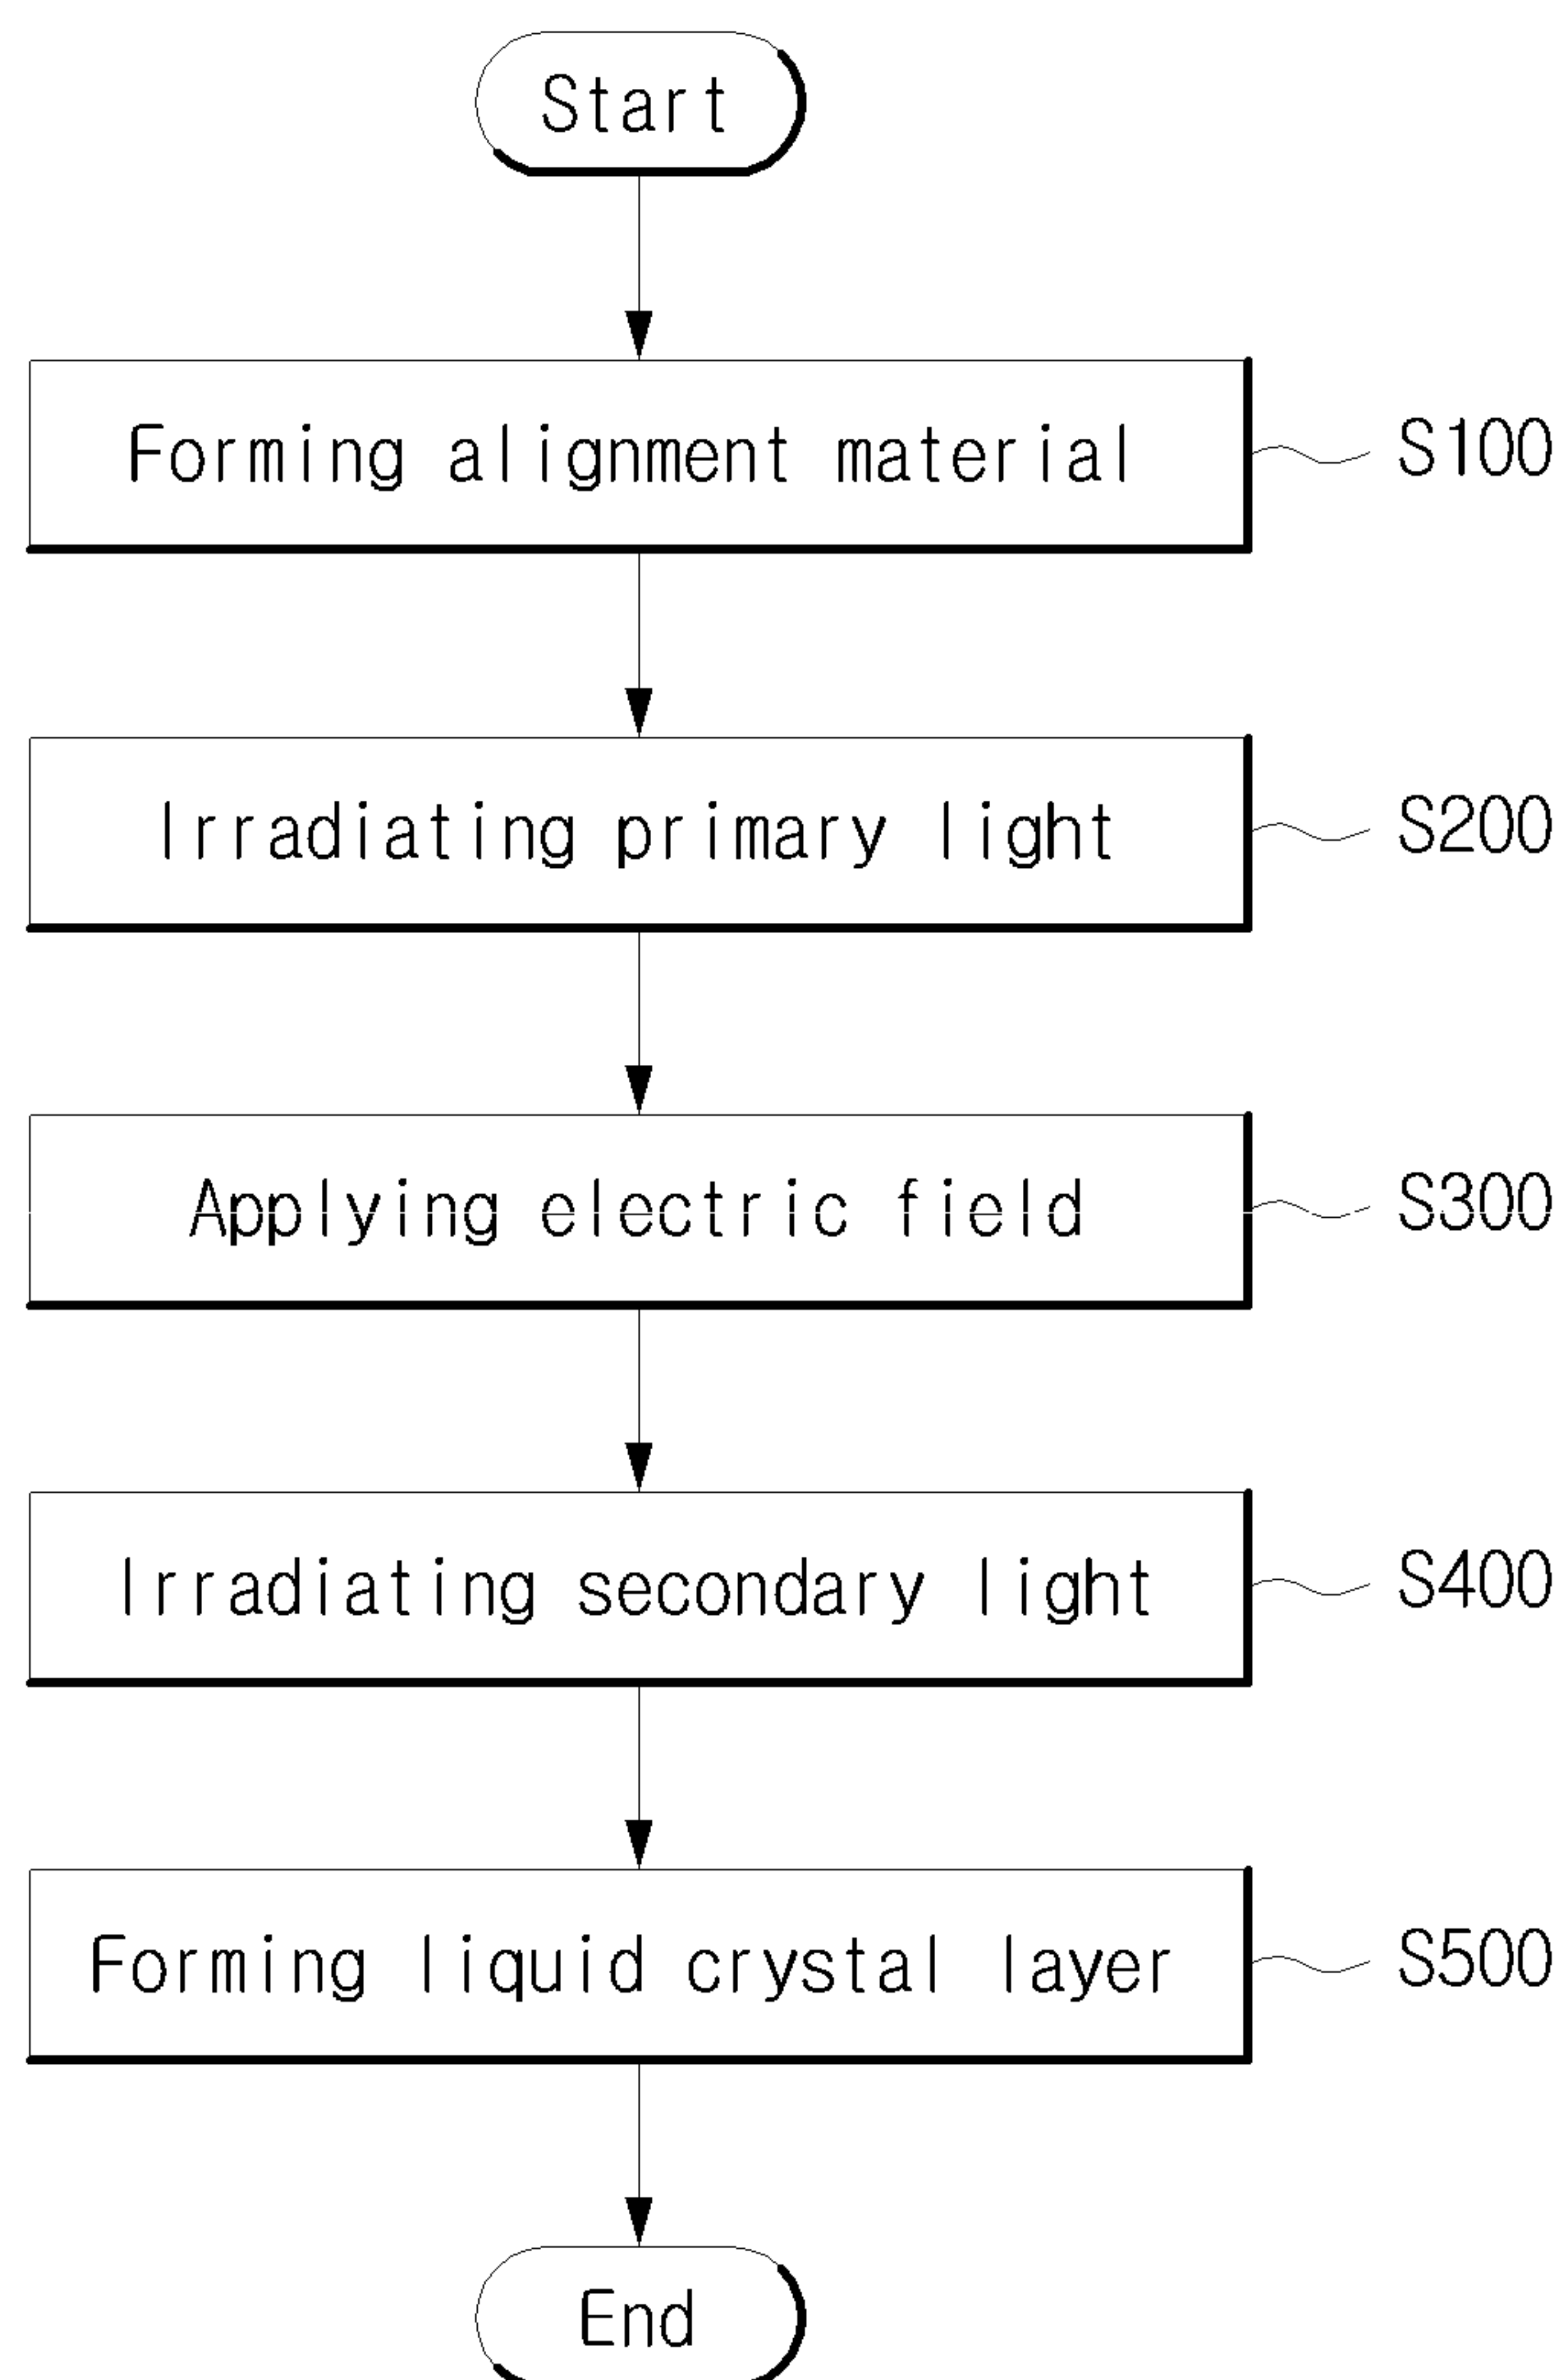 Start
Forming alignment material S100
Irradiating primary light S200
Applying electric field S300
Irradiating secondary light S400
Forming liquid crystal layer S500
End